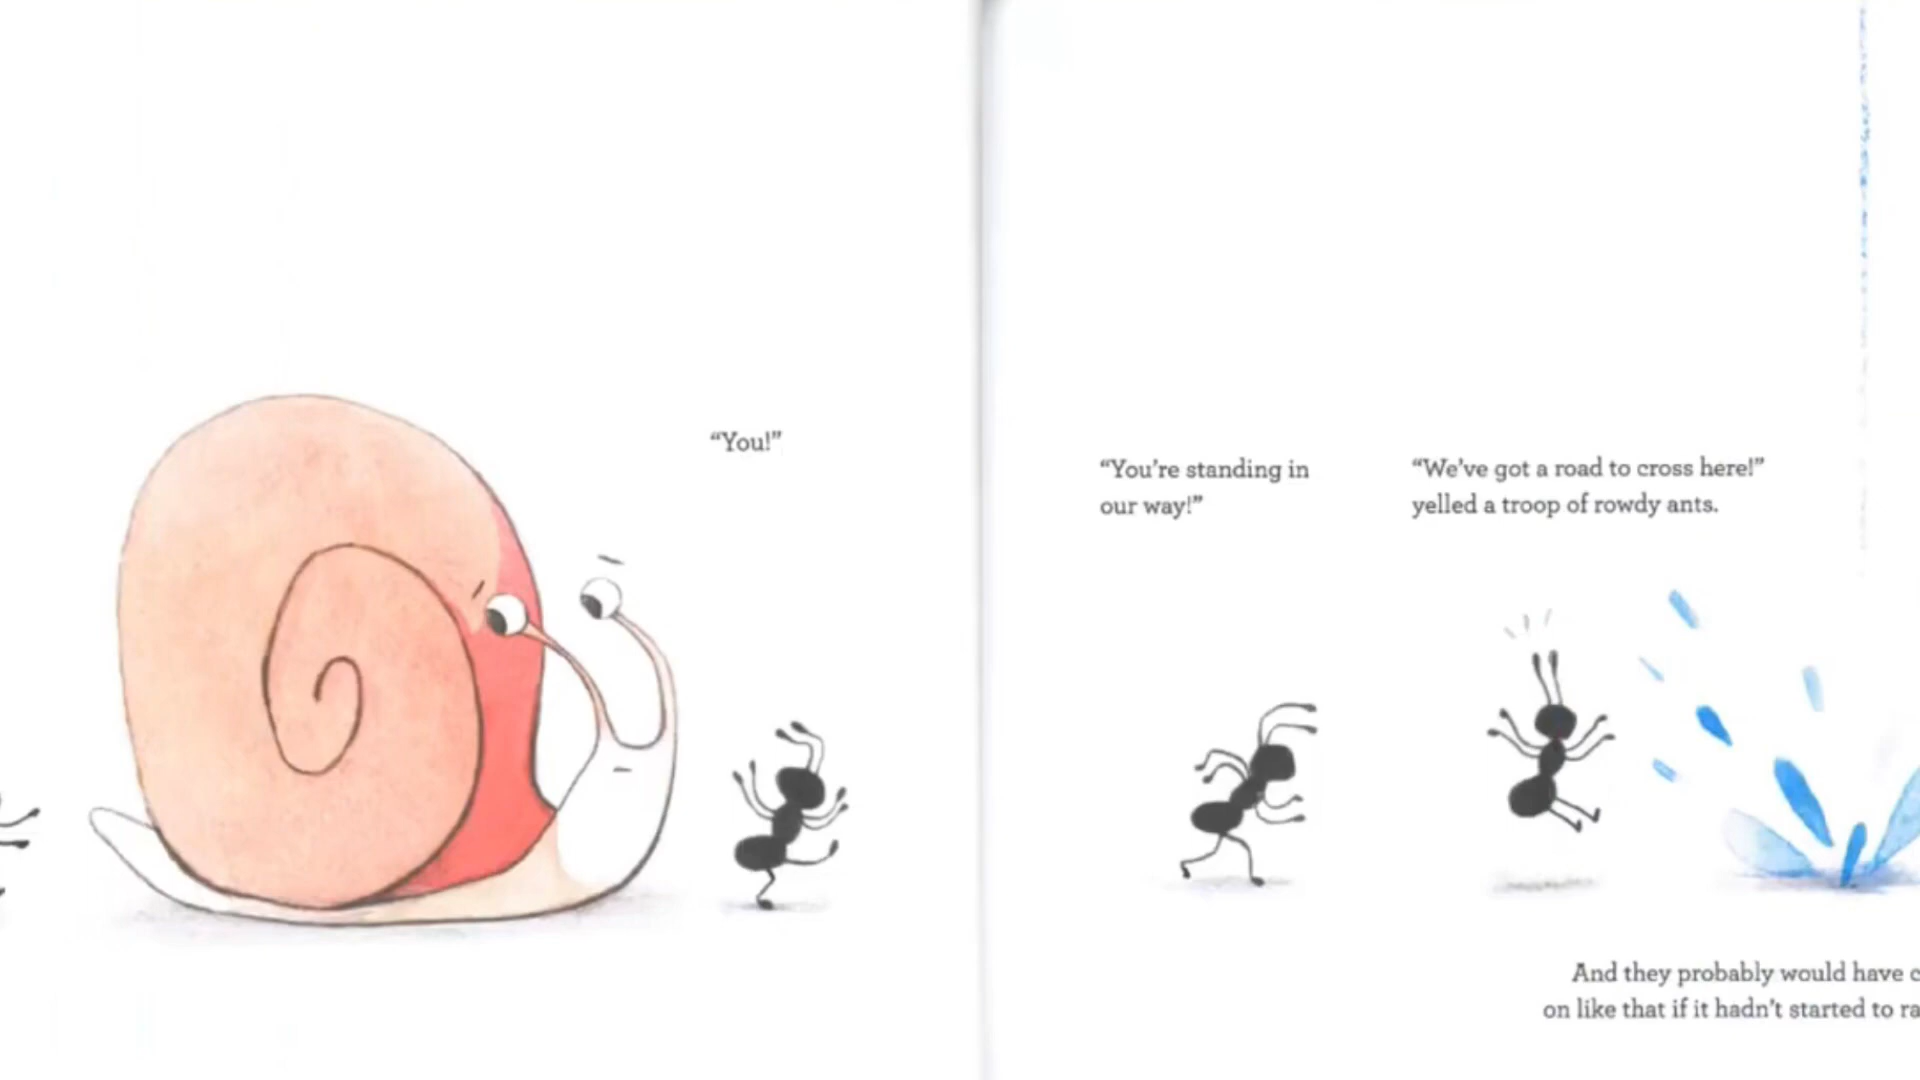 “You!”
“You’re standing in
our way!”
“We’ve got a road to cross here!”
yelled a troop of rowdy ants.
And they probably would have
on like that if it hadn’t started to